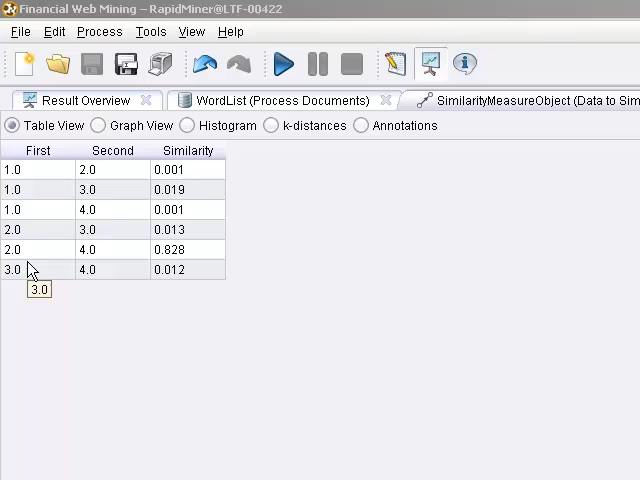 Financial Web Mining – RapidMiner@LTF-00422
File Edit Process Tools View Help
Result Overview WordList (Process Documents) SimilarityMeasureObject (Data to Sim
Table View Graph View Histogram k-distances Annotations
First Second Similarity
1.0 2.0 0.001
1.0 3.0 0.019
1.0 4.0 0.001
2.0 3.0 0.013
2.0 4.0 0.828
3.0 4.0 0.012
3.0